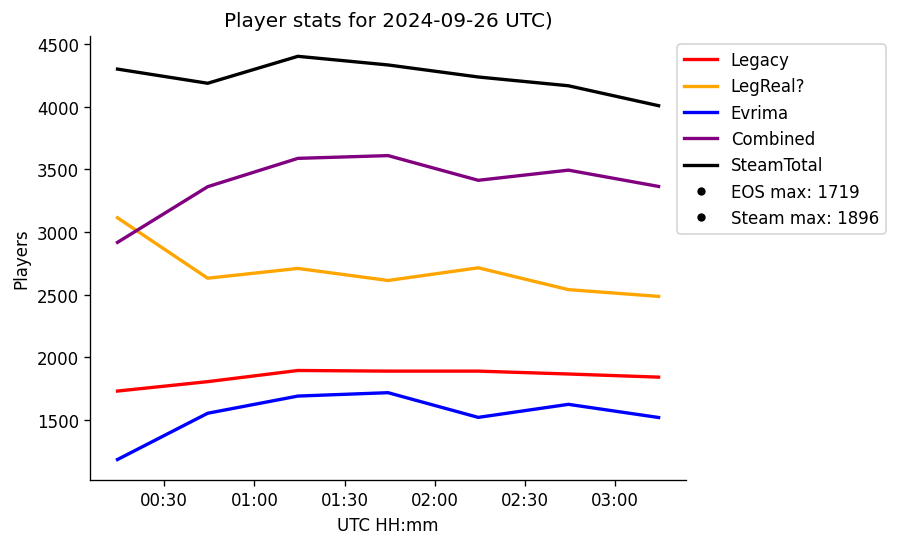 Player stats for 2024-09-26 UTC)
4500
4000
3500
3000
2500
2000
1500
Players
00:30
01:00
01:30
02:00
02:30
03:00
UTC HH:mm
Legacy
LegReal?
Evrima
Combined
SteamTotal
EOS max: 1719
Steam max: 1896